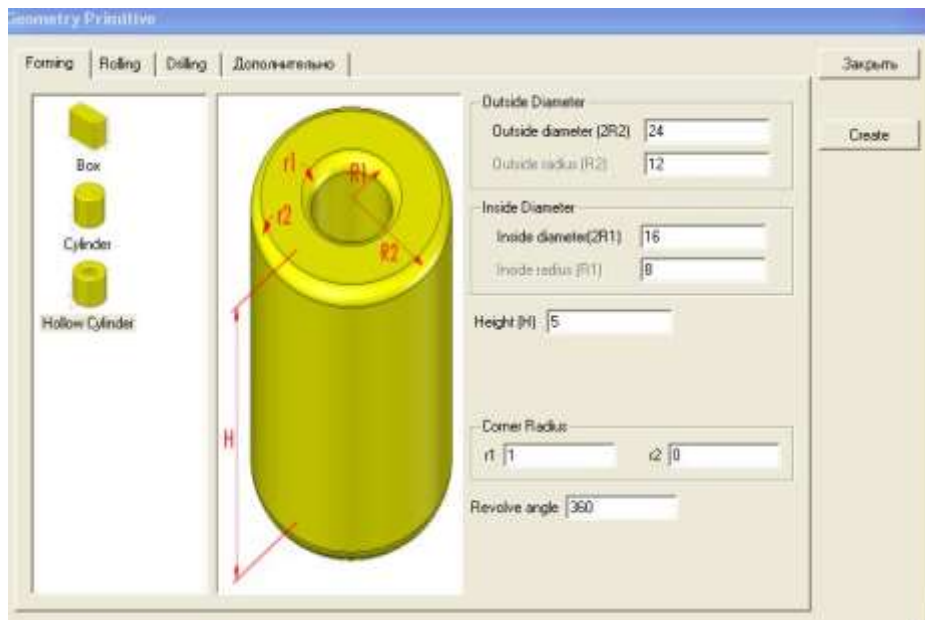 Geometry Primitive
Forming Rolling Drilling Дополнительно
Закрыть
Create
Box
Cylinder
Hollow Cylinder
r1
R1
r2
R2
H
Outside Diameter
Outside diameter (2R2) 24
Outside radius (R2) 12
Inside Diameter
Inside diameter(2R1) 16
Inside radius (R1) 8
Height (H) 5
Corner Radius
r1 1 r2 0
Revolve angle 360